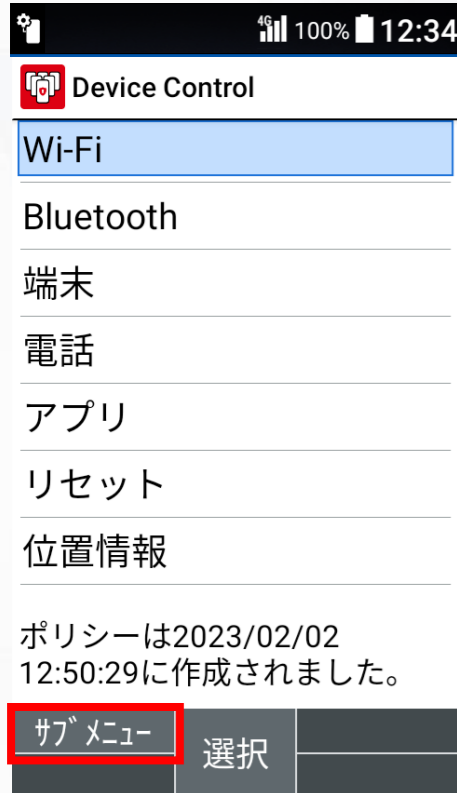 4G 100% 12:34
Device Control
Wi-Fi
Bluetooth
端末
電話
アプリ
リセット
位置情報
ポリシーは2023/02/02
12:50:29に作成されました。
ｻﾌﾞﾒﾆｭｰ
選択